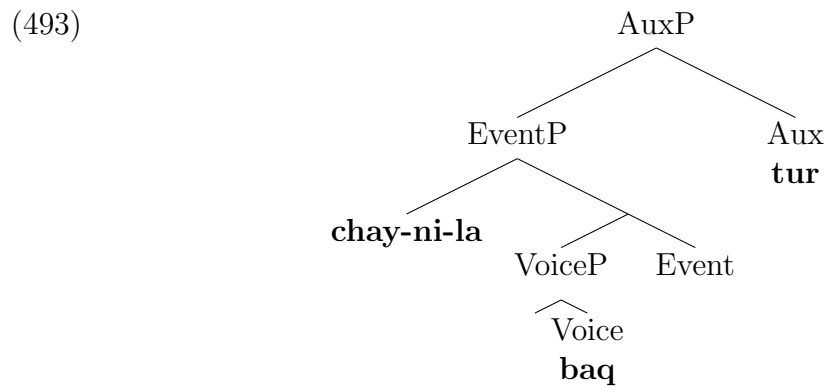 (493) AuxP
EventP Aux
tur
chay-ni-la
VoiceP Event
Voice
baq